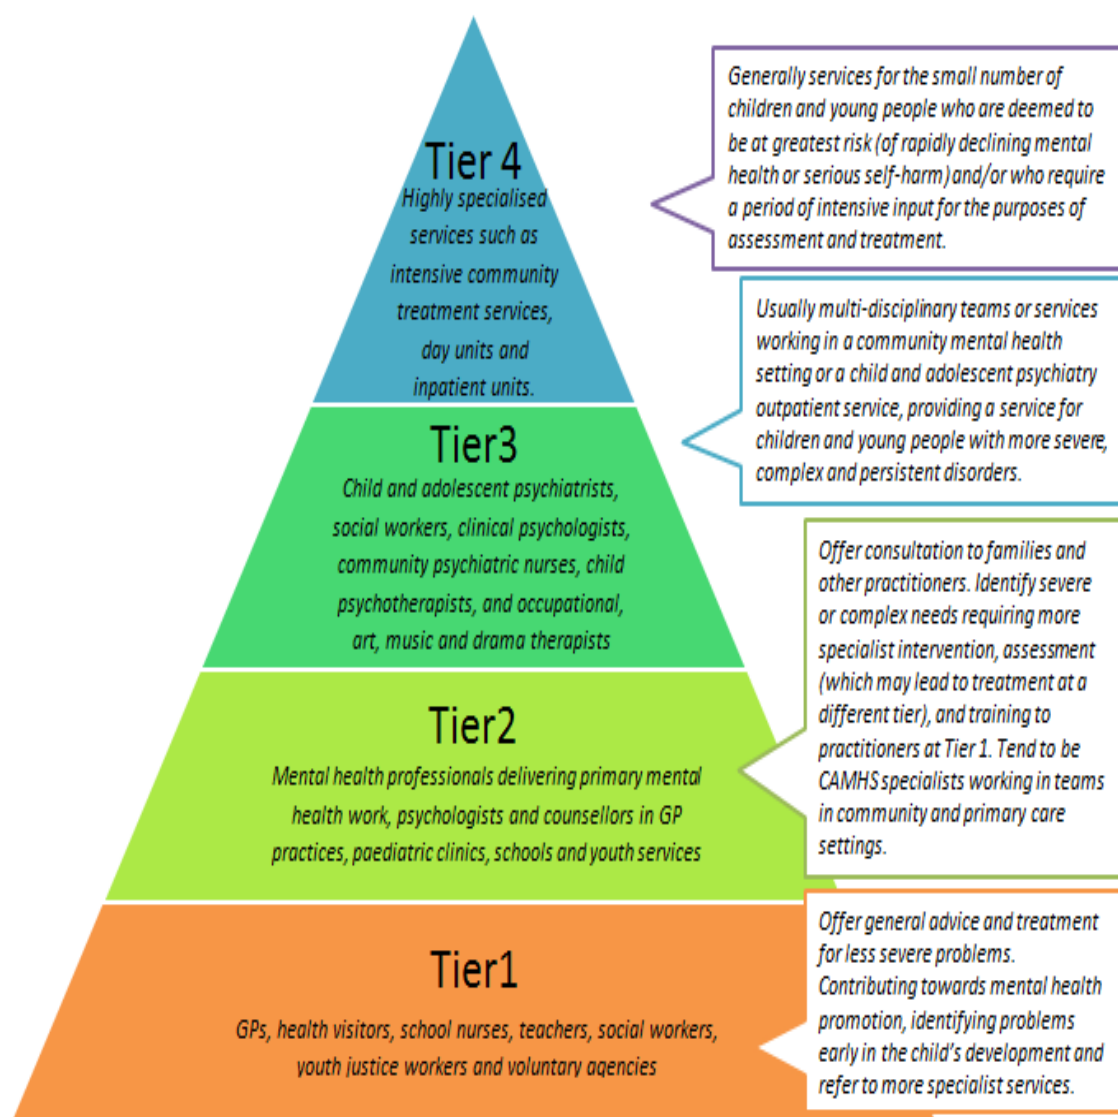 Tier 4
Highly specialised
services such as
intensive community
treatment services,
day units and
inpatient units.
Generally services for the small number of
children and young people who are deemed to
be at greatest risk (of rapidly declining mental
health or serious self-harm) and/or who require
a period of intensive input for the purposes of
assessment and treatment.
Tier3
Child and adolescent psychiatrists,
social workers, clinical psychologists,
community psychiatric nurses, child
psychotherapists, and occupational,
art, music and drama therapists
Usually multi-disciplinary teams or services
working in a community mental health
setting or a child and adolescent psychiatry
outpatient service, providing a service for
children and young people with more severe,
complex and persistent disorders.
Tier2
Mental health professionals delivering primary mental
health work, psychologists and counsellors in GP
practices, paediatric clinics, schools and youth services
Offer consultation to families and
other practitioners. Identify severe
or complex needs requiring more
specialist intervention, assessment
(which may lead to treatment at a
different tier), and training to
practitioners at Tier 1. Tend to be
CAMHS specialists working in teams
in community and primary care
settings.
Tier1
GPs, health visitors, school nurses, teachers, social workers,
youth justice workers and voluntary agencies
Offer general advice and treatment
for less severe problems.
Contributing towards mental health
promotion, identifying problems
early in the child's development and
refer to more specialist services.